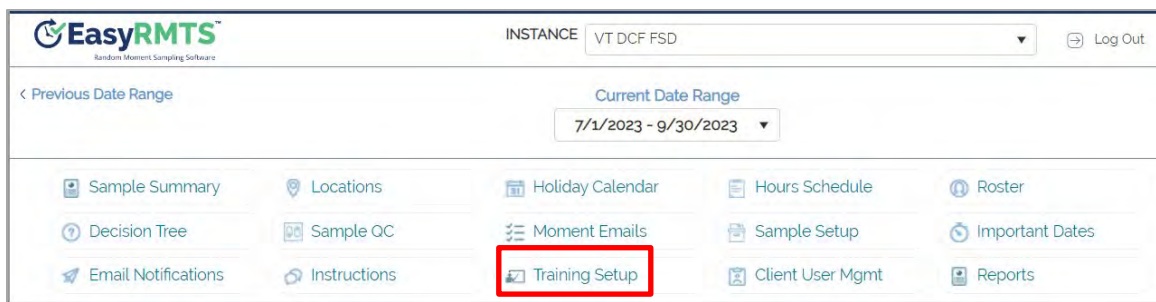 EasyRMTS™
Random Moment Sampling Software
INSTANCE VT DCF FSD Log Out
< Previous Date Range
Current Date Range
7/1/2023 - 9/30/2023
Sample Summary Locations Holiday Calendar Hours Schedule Roster
Decision Tree Sample QC Moment Emails Sample Setup Important Dates
Email Notifications Instructions Training Setup Client User Mgmt Reports